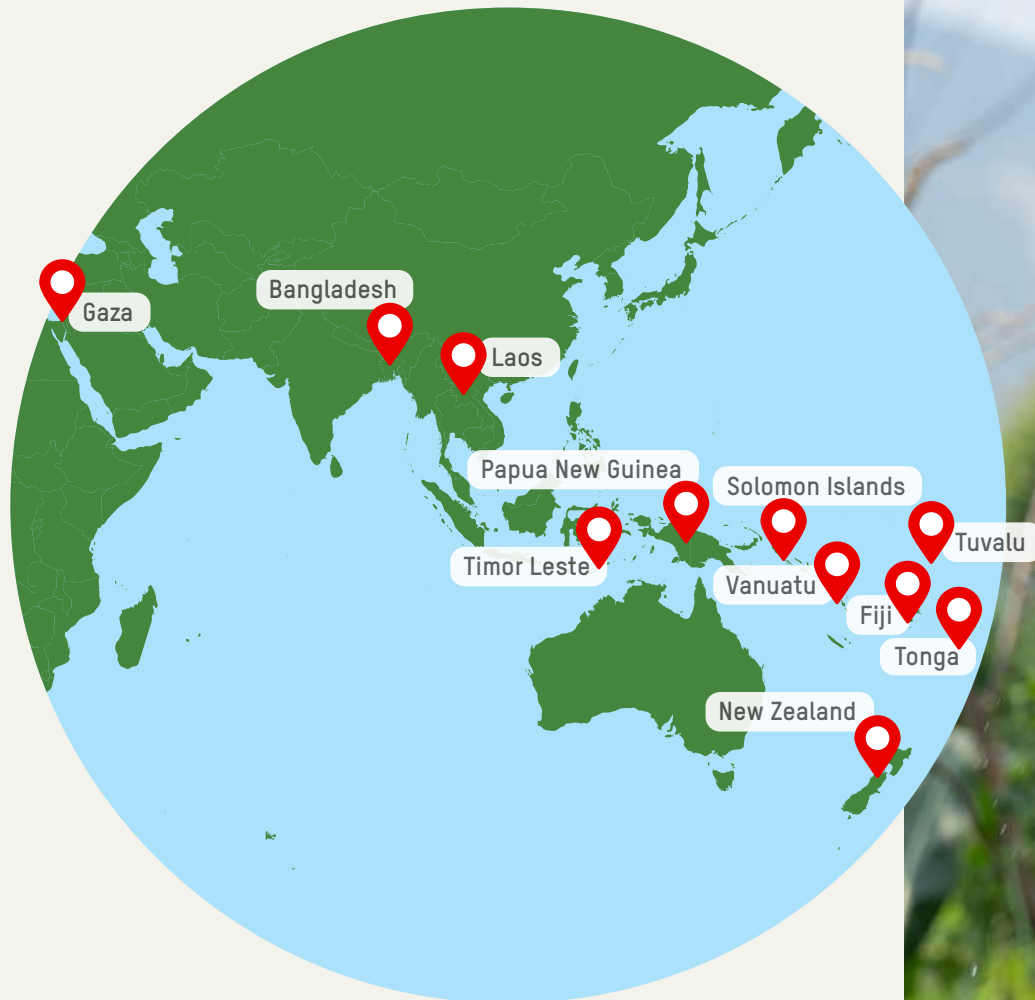 Gaza
Bangladesh
Laos
Papua New Guinea
Solomon Islands
Tuvalu
Timor Leste
Vanuatu
Fiji
Tonga
New Zealand